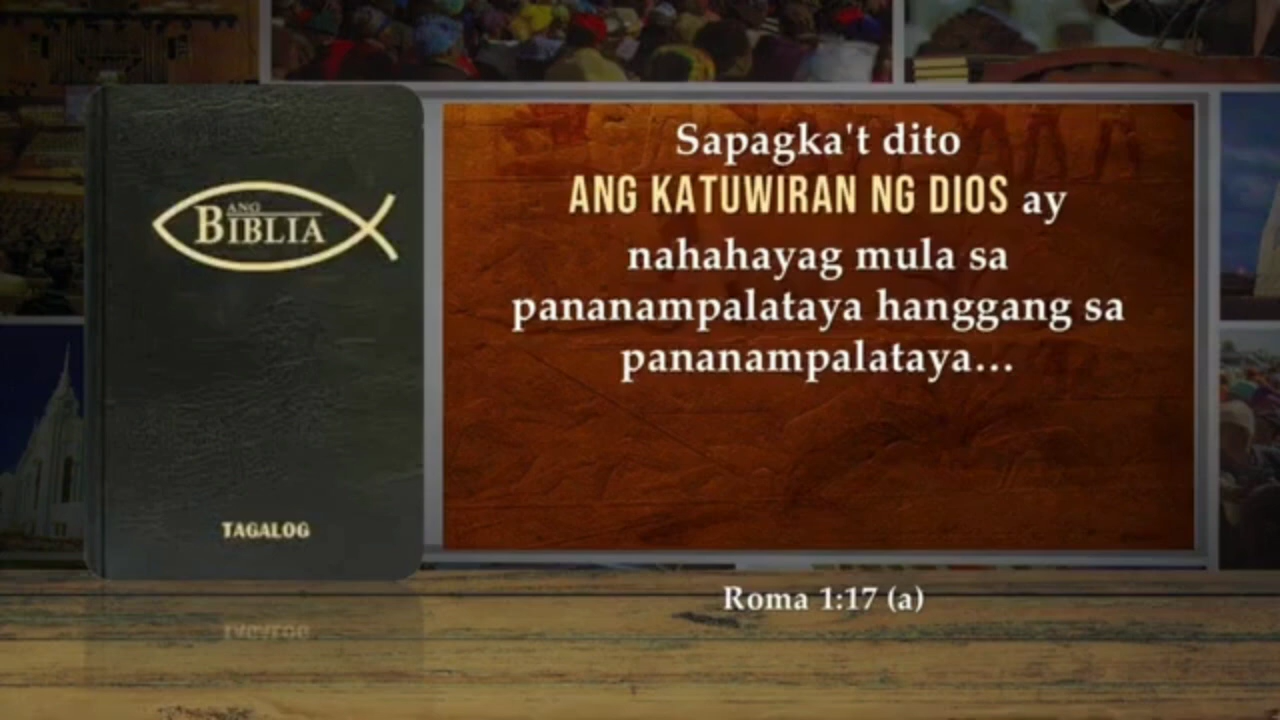 ANG
BIBLIA
TAGALOG
Sapagka't dito
ANG KATUWIRAN NG DIOS ay
nahahayag mula sa
pananampalataya hanggang sa
pananampalataya...
Roma 1:17 (a)